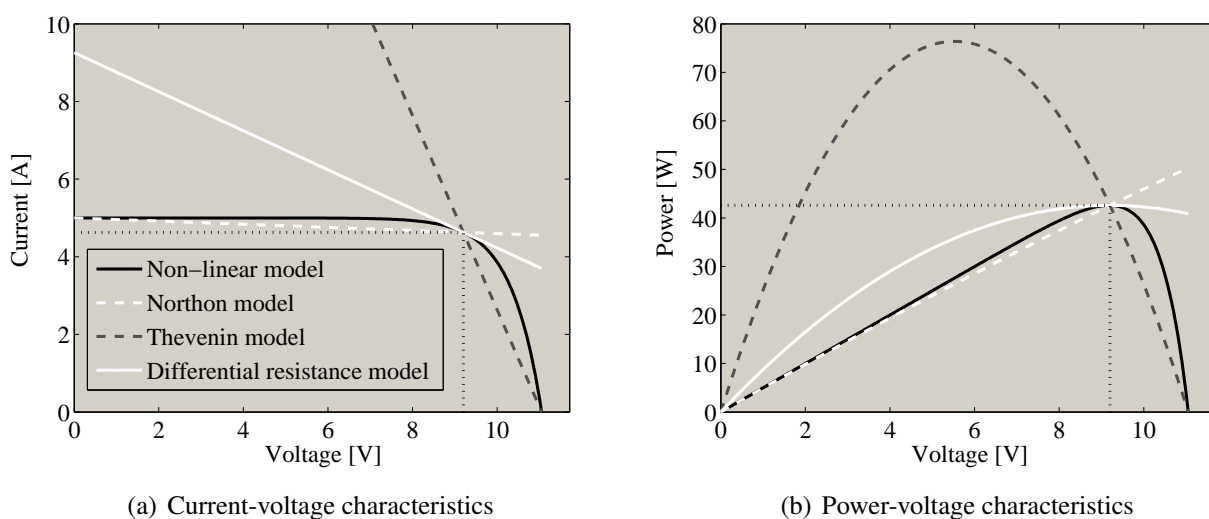 10
8
6
4
2
0
Current [A]
Non−linear model
Northon model
Thevenin model
Differential resistance model
0 2 4 6 8 10
Voltage [V]
(a) Current-voltage characteristics
80
70
60
50
40
30
20
10
0
Power [W]
0 2 4 6 8 10
Voltage [V]
(b) Power-voltage characteristics